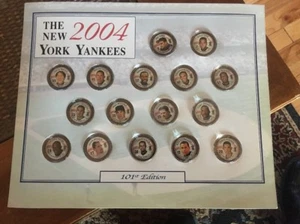 THE
NEW 2004
YORK YANKEES
101st Edition